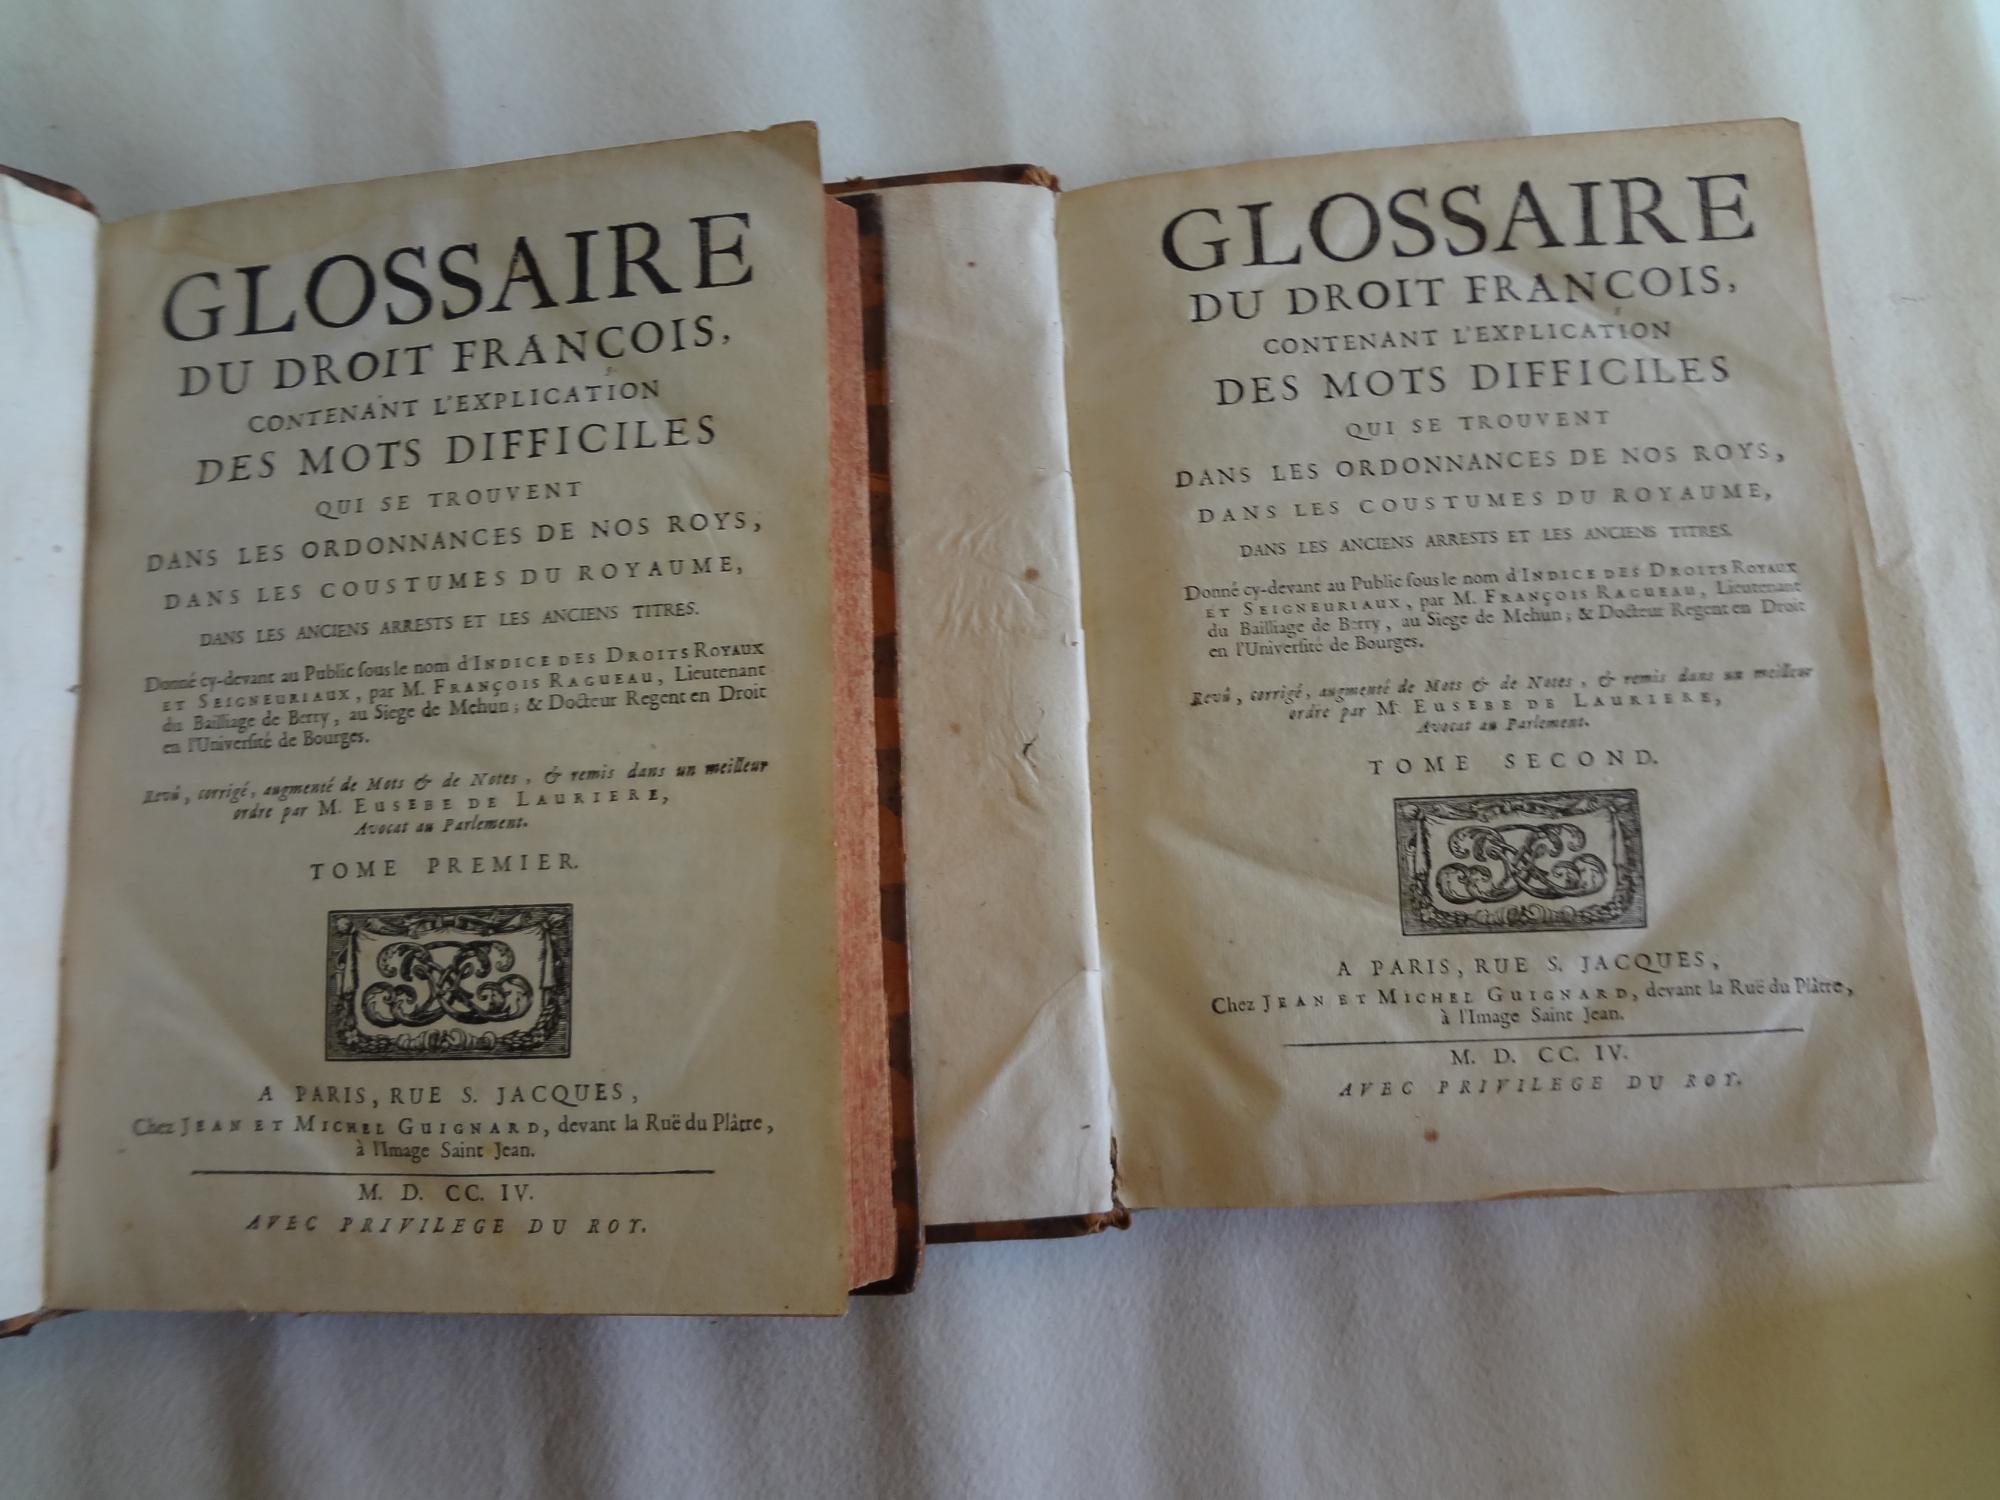 GLOSSAIRE
DU DROIT FRANÇOIS,
CONTENANT L'EXPLICATION
DES MOTS DIFFICILES
QUI SE TROUVENT
DANS LES ORDONNANCES DE NOS ROYS,
DANS LES COUSTUMES DU ROYAUME,
DANS LES ANCIENS ARRESTS ET LES ANCIENS TITRES.
Donné cy-devant au Public sous le nom d'INDICE DES DROITS ROYAUX
ET SEIGNEURIAUX, par M. FRANÇOIS RAGUEAU, Lieutenant
du Bailliage de Berry, au Siege de Mehun; & Docteur Regent en Droit
en l'Université de Bourges.
Revû, corrigé, augmenté de Mots & de Notes, & remis dans un meilleur
ordre par M. EUSEBE DE LAURIERE,
Avocat au Parlement.
TOME PREMIER.
A PARIS, RUE S. JACQUES,
Chez JEAN ET MICHEL GUIGNARD, devant la Ruë du Plâtre,
à l'Image Saint Jean.
M. D. CC. IV.
AVEC PRIVILEGE DU ROY.
GLOSSAIRE
DU DROIT FRANÇOIS,
CONTENANT L'EXPLICATION
DES MOTS DIFFICILES
QUI SE TROUVENT
DANS LES ORDONNANCES DE NOS ROYS,
DANS LES COUSTUMES DU ROYAUME,
DANS LES ANCIENS ARRESTS ET LES ANCIENS TITRES.
Donné cy-devant au Public sous le nom d'INDICE DES DROITS ROYAUX
ET SEIGNEURIAUX, par M. FRANÇOIS RAGUEAU, Lieutenant
du Bailliage de Berry, au Siege de Mehun; & Docteur Regent en Droit
en l'Université de Bourges.
Revû, corrigé, augmenté de Mots & de Notes, & remis dans un meilleur
ordre par Mr. EUSEBE DE LAURIERE,
Avocat au Parlement.
TOME SECOND.
A PARIS, RUE S. JACQUES,
Chez JEAN ET MICHEL GUIGNARD, devant la Ruë du Plâtre,
à l'Image Saint Jean.
M. D. CC. IV.
AVEC PRIVILEGE DU ROY.